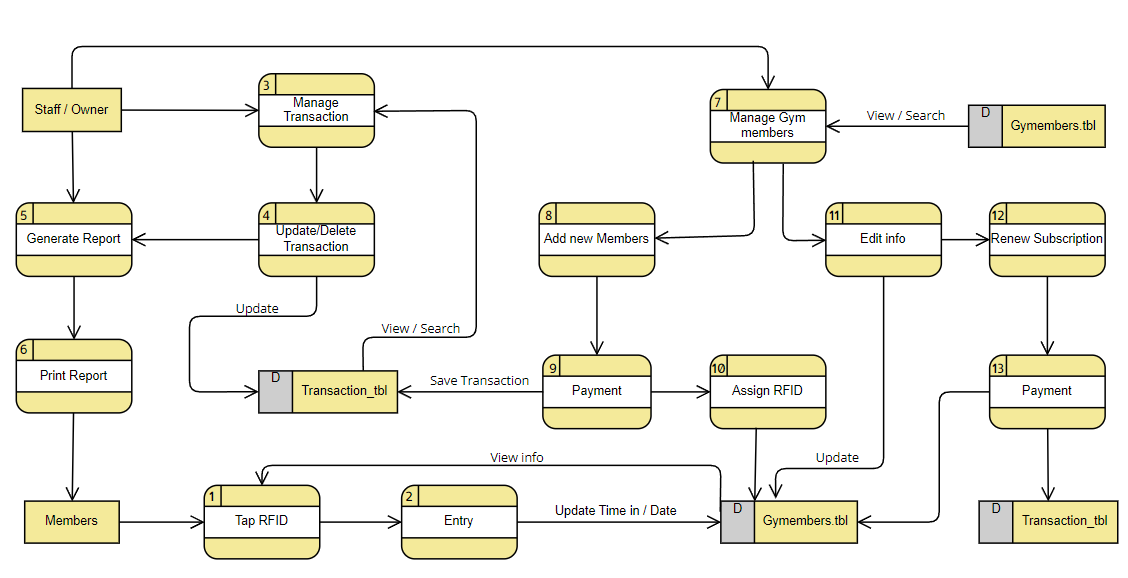 Staff / Owner
3
Manage
Transaction
7
Manage Gym
members
View / Search
D
Gymembers.tbl
5
Generate Report
4
Update/Delete
Transaction
8
Add new Members
11
Edit info
12
Renew Subscription
Update
View / Search
6
Print Report
D
Transaction_tbl
Save Transaction
9
Payment
10
Assign RFID
13
Payment
View info
Update
Members
1
Tap RFID
2
Entry
Update Time in / Date
D
Gymembers.tbl
D
Transaction_tbl